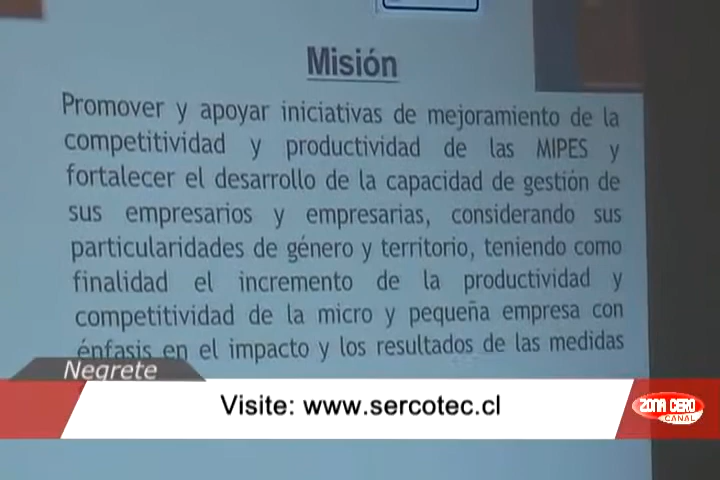 Misión
Promover y apoyar iniciativas de mejoramiento de la
competitividad y productividad de las MIPES y
fortalecer el desarrollo de la capacidad de gestión de
sus empresarios y empresarias, considerando sus
particularidades de género y territorio, teniendo como
finalidad el incremento de la productividad y
competitividad de la micro y pequeña empresa con
énfasis en el impacto y los resultados de las medidas
Negrete
Visite: www.sercotec.cl
ZONA CERO
CANAL